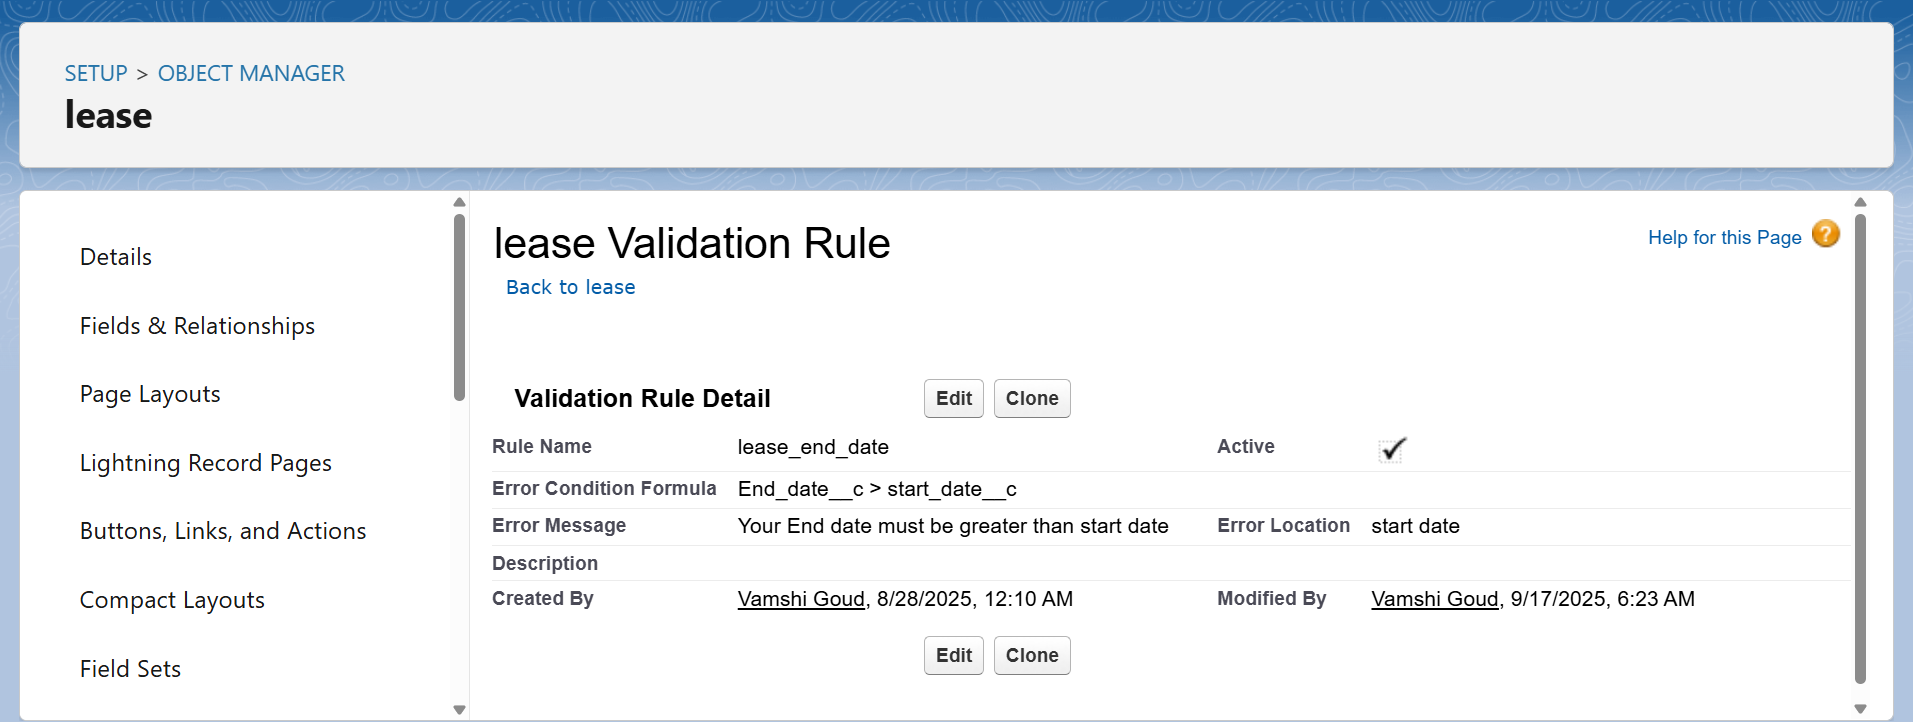 SETUP > OBJECT MANAGER
lease
Details
Fields & Relationships
Page Layouts
Lightning Record Pages
Buttons, Links, and Actions
Compact Layouts
Field Sets
lease Validation Rule
Help for this Page ?
Back to lease
Validation Rule Detail Edit Clone
Rule Name lease_end_date Active
Error Condition Formula End_date__c > start_date__c
Error Message Your End date must be greater than start date Error Location start date
Description
Created By Vamshi Goud, 8/28/2025, 12:10 AM Modified By Vamshi Goud, 9/17/2025, 6:23 AM
Edit Clone